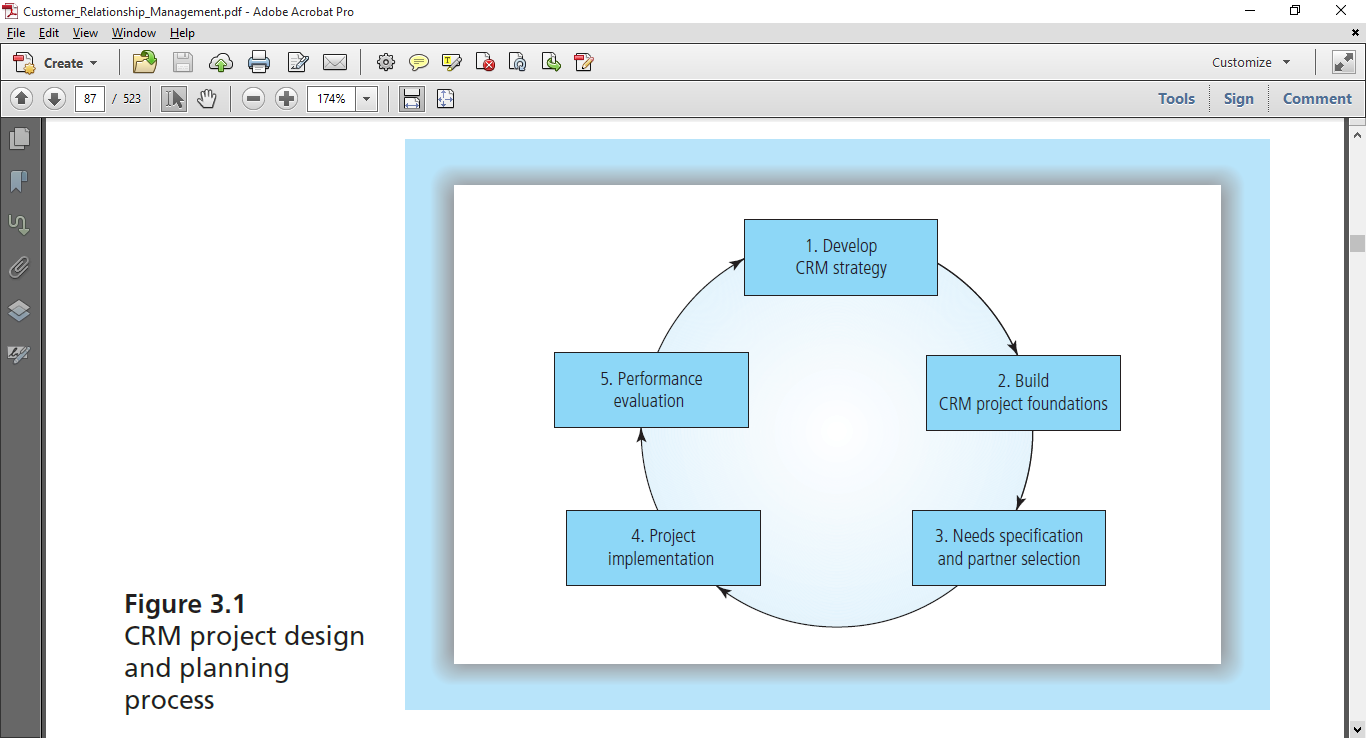 Customer_Relationship_Management.pdf - Adobe Acrobat Pro
File Edit View Window Help
Create
Customize
87 / 523
174%
Tools
Sign
Comment
1. Develop
CRM strategy
2. Build
CRM project foundations
3. Needs specification
and partner selection
4. Project
implementation
5. Performance
evaluation
Figure 3.1
CRM project design
and planning
process